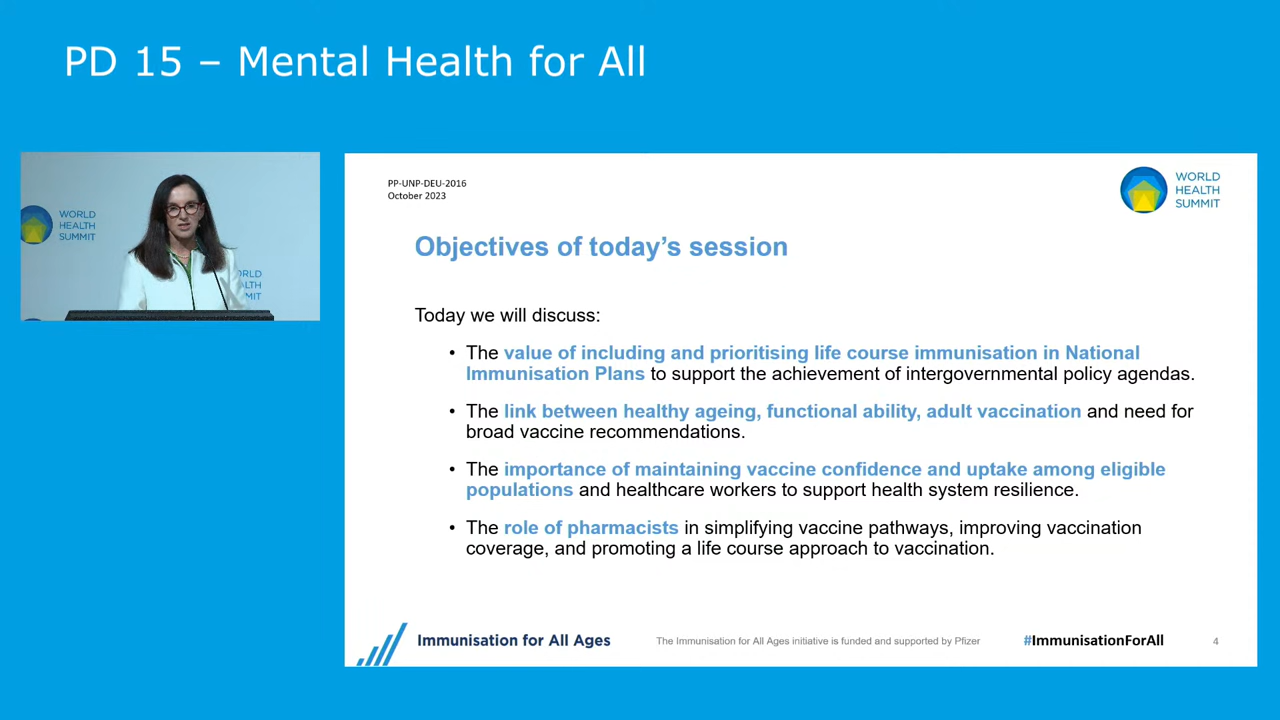 PD 15 – Mental Health for All
WORLD
HEALTH
SUMMIT
ORLD
ALTH
MIT
PP-UNP-DEU-2016
October 2023
WORLD
HEALTH
SUMMIT
Objectives of today’s session
Today we will discuss:
• The value of including and prioritising life course immunisation in National
Immunisation Plans to support the achievement of intergovernmental policy agendas.
• The link between healthy ageing, functional ability, adult vaccination and need for
broad vaccine recommendations.
• The importance of maintaining vaccine confidence and uptake among eligible
populations and healthcare workers to support health system resilience.
• The role of pharmacists in simplifying vaccine pathways, improving vaccination
coverage, and promoting a life course approach to vaccination.
Immunisation for All Ages
The Immunisation for All Ages initiative is funded and supported by Pfizer
#ImmunisationForAll
4